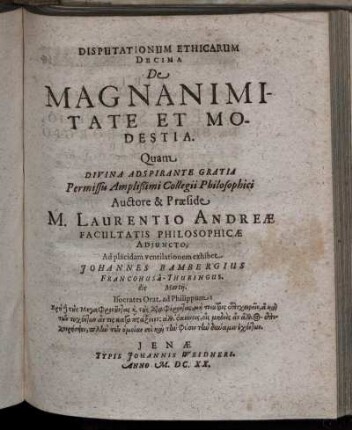 DISPUTATIONUM ETHICARUM
DECIMA
De
MAGNANIMI-
TATE ET MO-
DESTIA.
Quam
DIVINA ADSPIRANTE GRATIA
Permissu Amplissimi Collegii Philosophici
Auctore & Præside
M. LAURENTIO ANDREÆ
FACULTATIS PHILOSOPHICÆ
ADJUNCTO,
Ad placidam ventilationem exhibet
JOHANNES BAMBERGIUS
FRANCOHUSA-THURINGUS.
die Martij.
Isocrates Orat. ad Philippum.
JENÆ
TYPIS JOHANNIS WEIDNERI.
ANNO M. DC. XX.